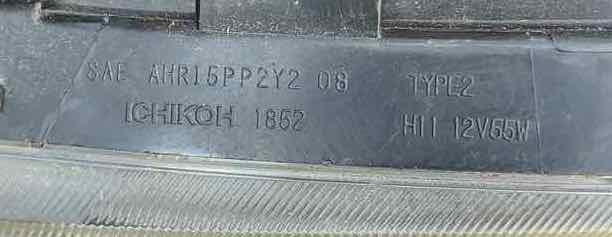 SAE AHR15PP2Y2 08 TYPE2
ICHIKOH 1852 H11 12V55W